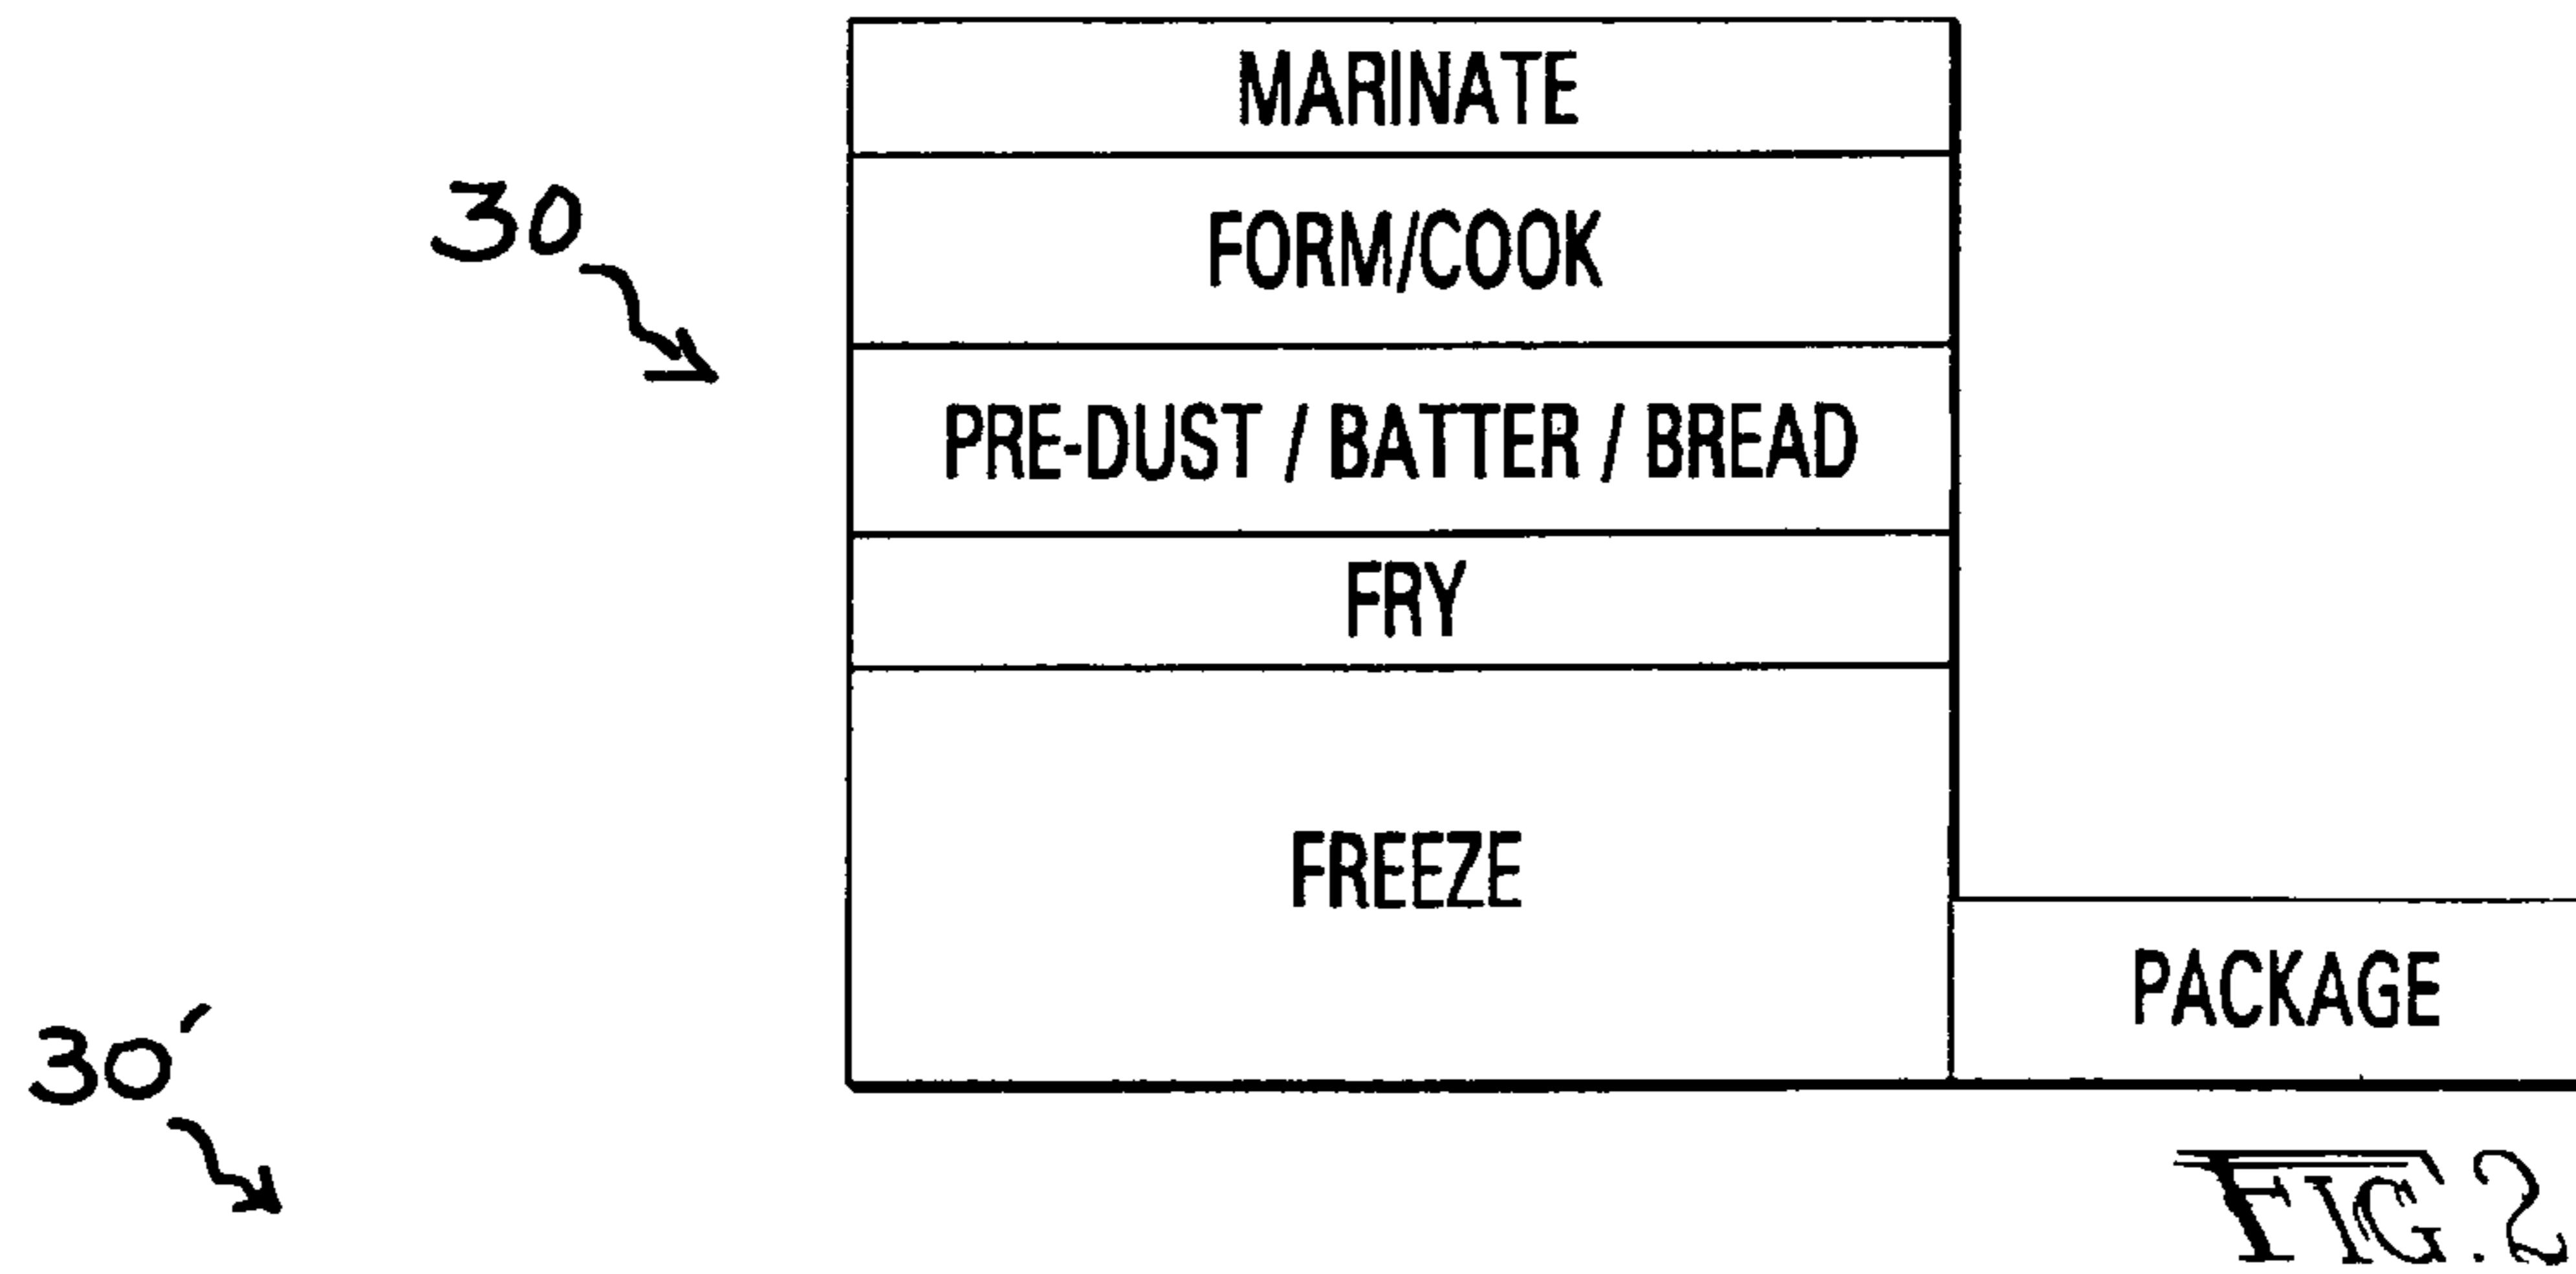 MARINATE
30
FORM/COOK
PRE-DUST / BATTER / BREAD
FRY
FREEZE
PACKAGE
30′
FIG.2